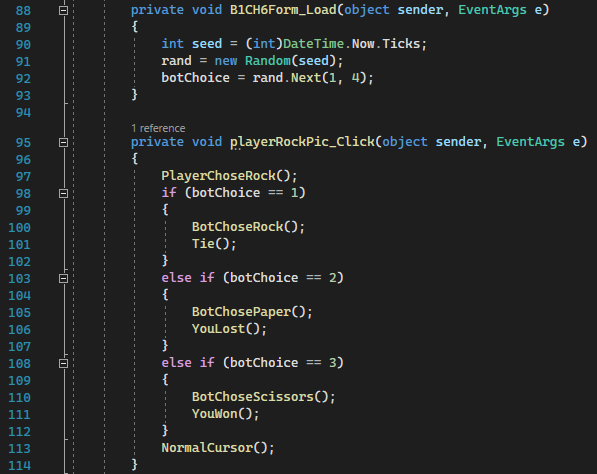 88 private void B1CH6Form_Load(object sender, EventArgs e)
89 {
90 int seed = (int)DateTime.Now.Ticks;
91 rand = new Random(seed);
92 botChoice = rand.Next(1, 4);
93 }
94
1 reference
95 private void playerRockPic_Click(object sender, EventArgs e)
96 {
97 PlayerChoseRock();
98 if (botChoice == 1)
99 {
100 BotChoseRock();
101 Tie();
102 }
103 else if (botChoice == 2)
104 {
105 BotChosePaper();
106 YouLost();
107 }
108 else if (botChoice == 3)
109 {
110 BotChoseScissors();
111 YouWon();
112 }
113 NormalCursor();
114 }